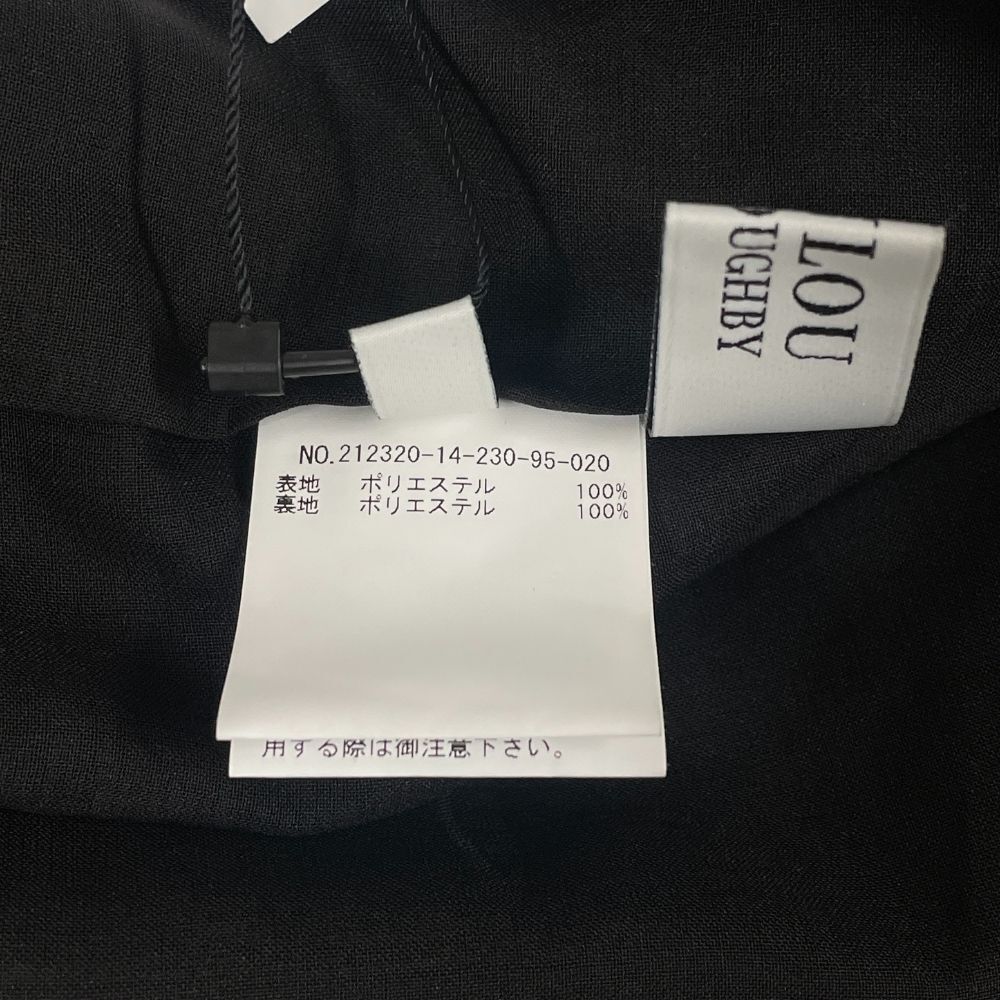 NO.212320-14-230-95-020
表地 ポリエステル 100%
裏地 ポリエステル 100%
用する際は御注意下さい。
LOU
UGHBY